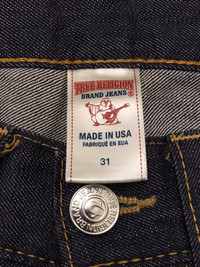 TRUE RELIGION
BRAND JEANS
MADE IN USA
FABRIQUÉ EN EUA
31